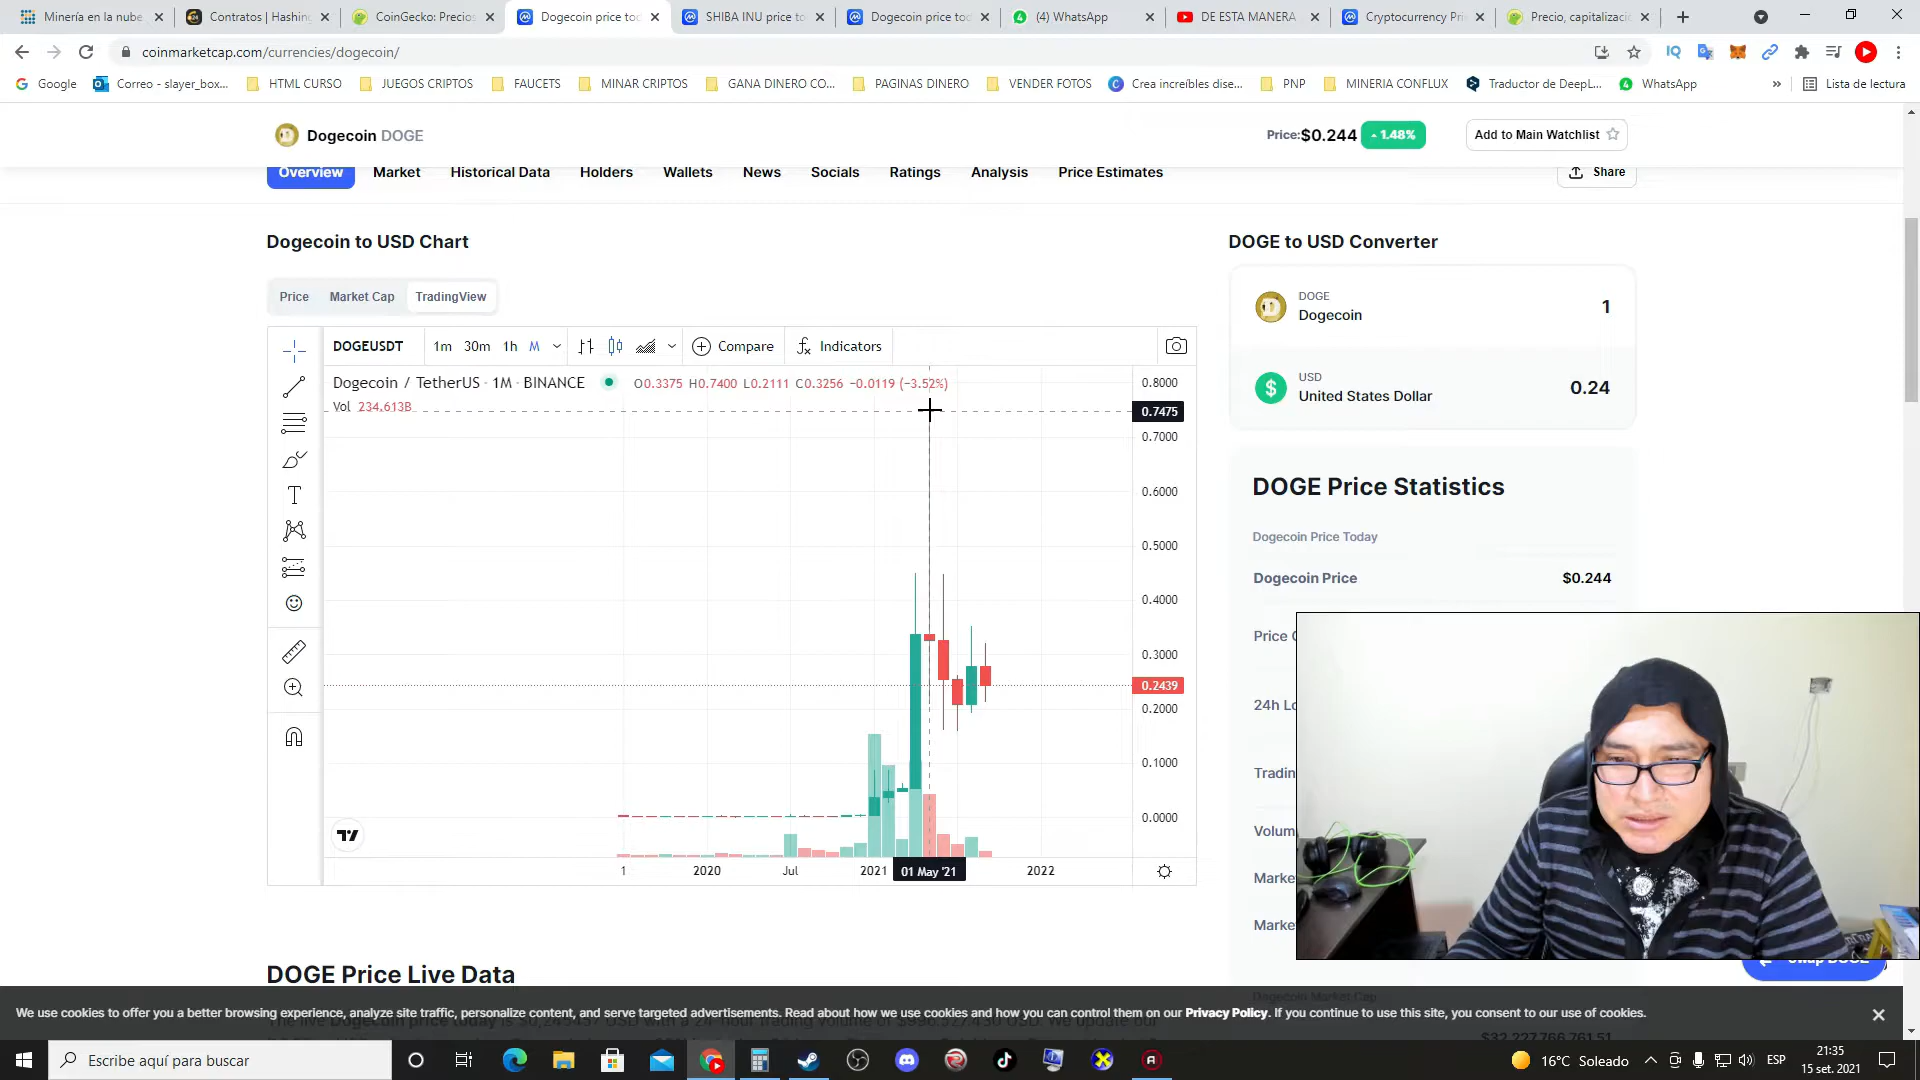 Minería en la nube
Contratos | Hashing
CoinGecko: Precios
Dogecoin price toc
SHIBA INU price to
Dogecoin price tod
(4) WhatsApp
DE ESTA MANERA
Cryptocurrency Pri
Precio, capitalizaci
coinmarketcap.com/currencies/dogecoin/
Google
Correo - slayer_box...
HTML CURSO
JUEGOS CRIPTOS
FAUCETS
MINAR CRIPTOS
GANA DINERO CO...
PAGINAS DINERO
VENDER FOTOS
Crea increíbles dise...
PNP
MINERIA CONFLUX
Traductor de DeepL...
WhatsApp
»
Lista de lectura
Dogecoin DOGE
Price:$0.244
1.48%
Add to Main Watchlist
Overview
Market
Historical Data
Holders
Wallets
News
Socials
Ratings
Analysis
Price Estimates
Share
Dogecoin to USD Chart
Price
Market Cap
TradingView
DOGEUSDT
1m
30m
1h
M
Compare
Indicators
Dogecoin / TetherUS · 1M · BINANCE
O0.3375 H0.7400 L0.2111 C0.3256 −0.0119 (−3.52%)
Vol 234.613B
0.8000
0.7475
0.7000
0.6000
0.5000
0.4000
0.3000
0.2439
0.2000
0.1000
0.0000
1
2020
Jul
2021
01 May '21
2022
DOGE Price Live Data
DOGE to USD Converter
DOGE
Dogecoin
1
USD
United States Dollar
0.24
DOGE Price Statistics
Dogecoin Price Today
Dogecoin Price
$0.244
Price
24h Lo
Tradin
Volum
Marke
Marke
Swap DOGE
We use cookies to offer you a better browsing experience, analyze site traffic, personalize content, and serve targeted advertisements. Read about how we use cookies and how you can control them on our Privacy Policy. If you continue to use this site, you consent to our use of cookies.
Escribe aquí para buscar
16°C Soleado
ESP
21:35
15 set. 2021